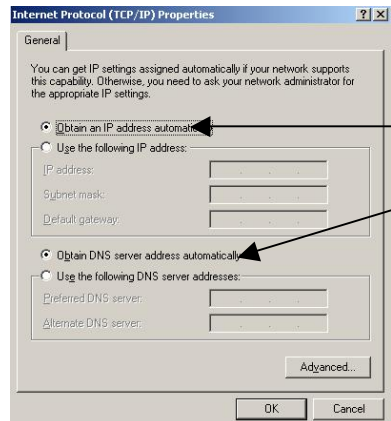 Internet Protocol (TCP/IP) Properties
General
You can get IP settings assigned automatically if your network supports
this capability. Otherwise, you need to ask your network administrator for
the appropriate IP settings.
Obtain an IP address automatically
Use the following IP address:
IP address:
Subnet mask:
Default gateway:
Obtain DNS server address automatically
Use the following DNS server addresses:
Preferred DNS server:
Alternate DNS server:
Advanced...
OK Cancel